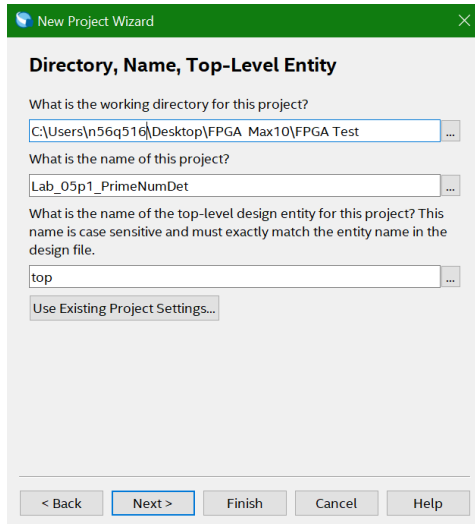 New Project Wizard
Directory, Name, Top-Level Entity
What is the working directory for this project?
C:\Users\n56q516\Desktop\FPGA Max10\FPGA Test
...
What is the name of this project?
Lab_05p1_PrimeNumDet
...
What is the name of the top-level design entity for this project? This
name is case sensitive and must exactly match the entity name in the
design file.
top
...
Use Existing Project Settings...
< Back
Next >
Finish
Cancel
Help